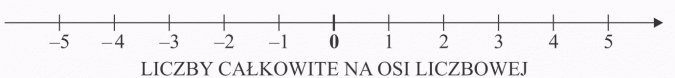 –5 –4 –3 –2 –1 0 1 2 3 4 5
LICZBY CAŁKOWITE NA OSI LICZBOWEJ